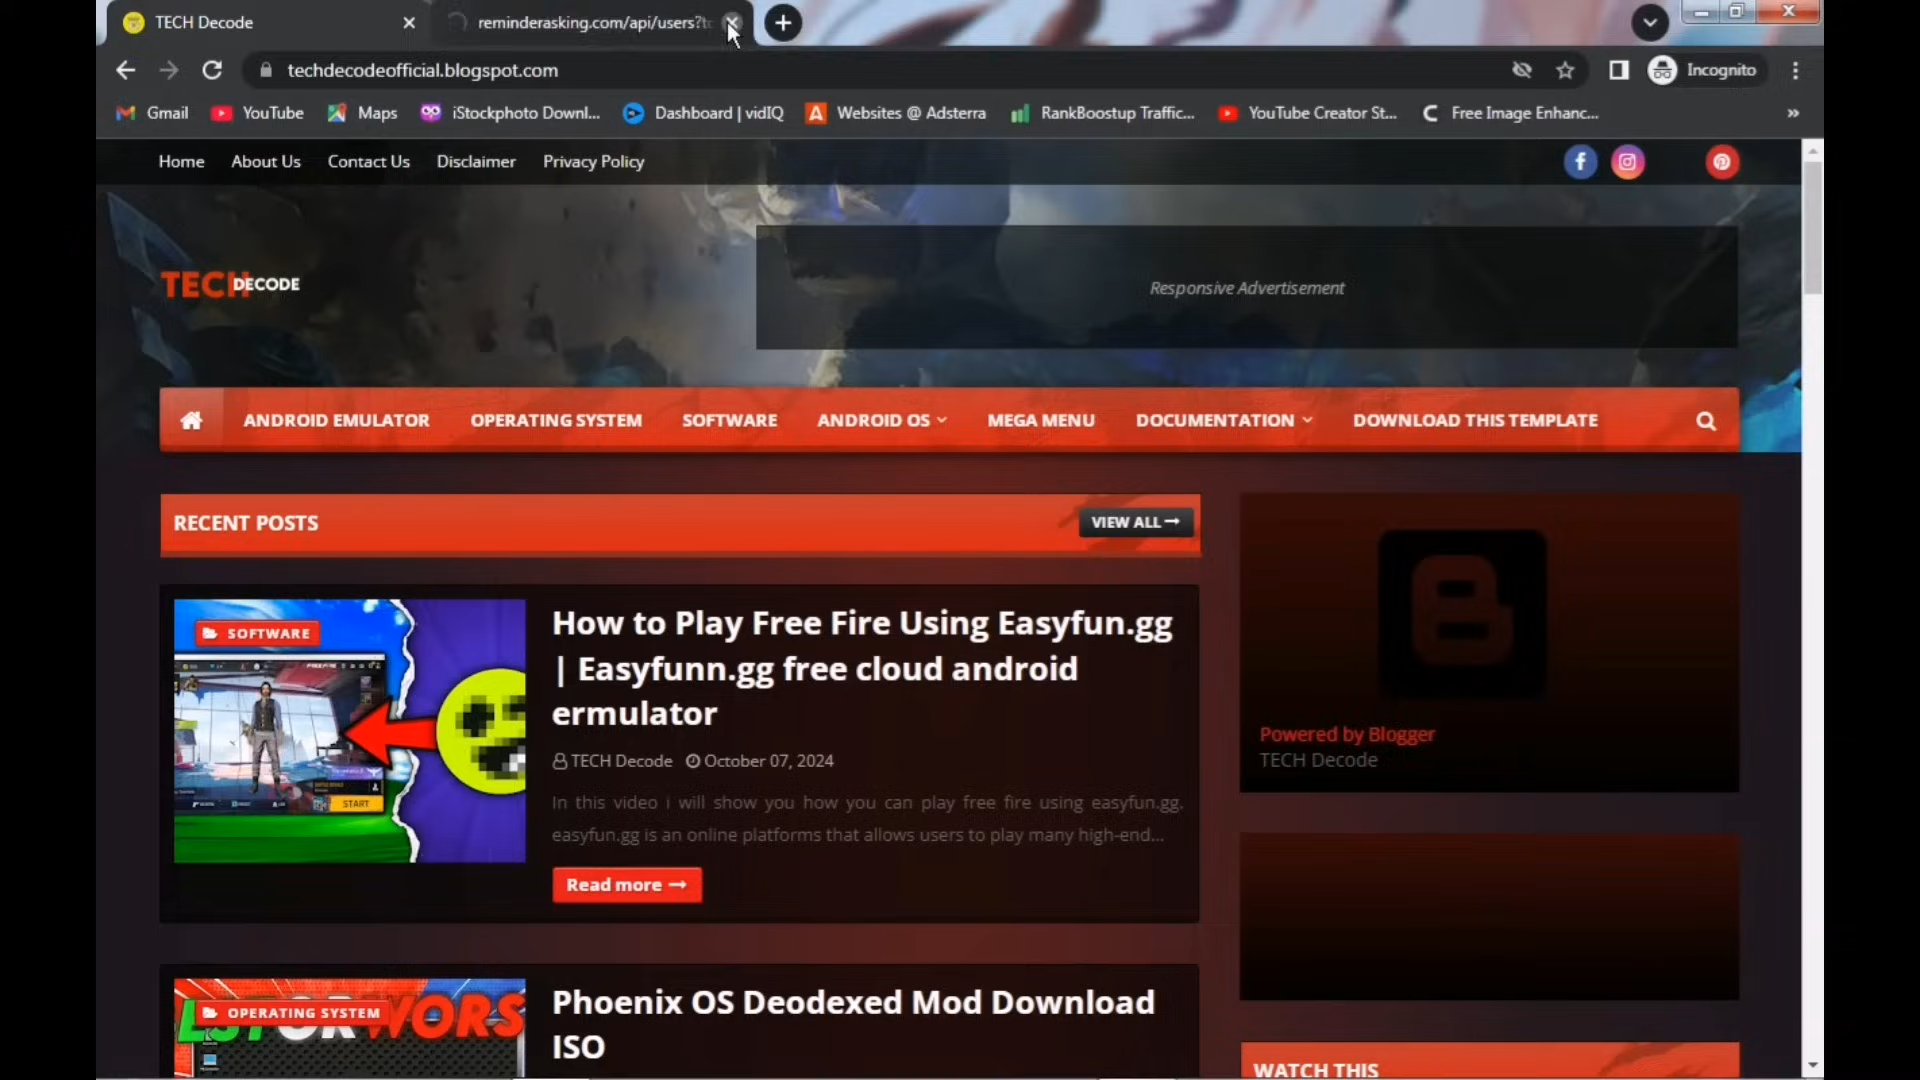 TECH Decode
reminderasking.com/api/users?t
techdecodeofficial.blogspot.com
Incognito
Gmail
YouTube
Maps
iStockphoto Downl...
Dashboard | vidIQ
Websites @ Adsterra
RankBoostup Traffic...
YouTube Creator St...
Free Image Enhanc...
Home
About Us
Contact Us
Disclaimer
Privacy Policy
TECH DECODE
Responsive Advertisement
ANDROID EMULATOR
OPERATING SYSTEM
SOFTWARE
ANDROID OS
MEGA MENU
DOCUMENTATION
DOWNLOAD THIS TEMPLATE
RECENT POSTS
VIEW ALL
SOFTWARE
START
How to Play Free Fire Using Easyfun.gg
| Easyfunn.gg free cloud android
ermulator
TECH Decode October 07, 2024
In this video i will show you how you can play free fire using easyfun.gg.
easyfun.gg is an online platforms that allows users to play many high-end...
Read more
Powered by Blogger
TECH Decode
OPERATING SYSTEM
Phoenix OS Deodexed Mod Download
ISO
WATCH THIS